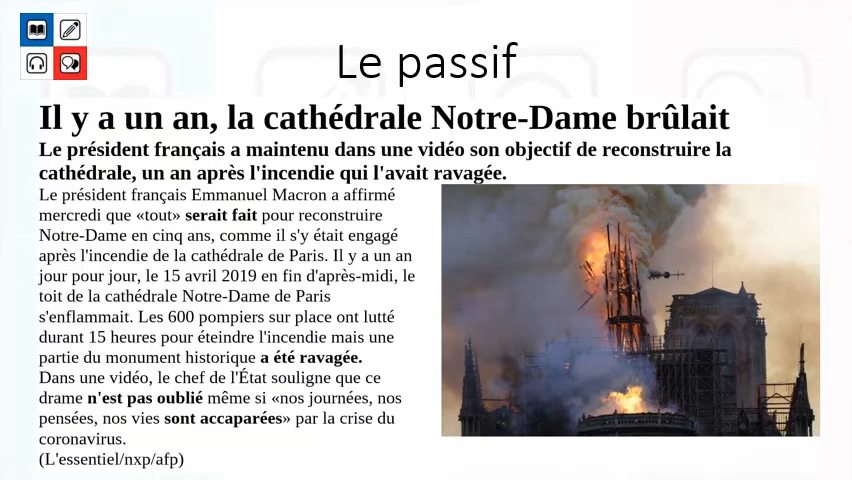 Le passif
Il y a un an, la cathédrale Notre-Dame brûlait
Le président français a maintenu dans une vidéo son objectif de reconstruire la
cathédrale, un an après l'incendie qui l'avait ravagée.
Le président français Emmanuel Macron a affirmé
mercredi que «tout» serait fait pour reconstruire
Notre-Dame en cinq ans, comme il s'y était engagé
après l'incendie de la cathédrale de Paris. Il y a un an
jour pour jour, le 15 avril 2019 en fin d'après-midi, le
toit de la cathédrale Notre-Dame de Paris
s'enflammait. Les 600 pompiers sur place ont lutté
durant 15 heures pour éteindre l'incendie mais une
partie du monument historique a été ravagée.
Dans une vidéo, le chef de l'État souligne que ce
drame n'est pas oublié même si «nos journées, nos
pensées, nos vies sont accaparées» par la crise du
coronavirus.
(L'essentiel/nxp/afp)